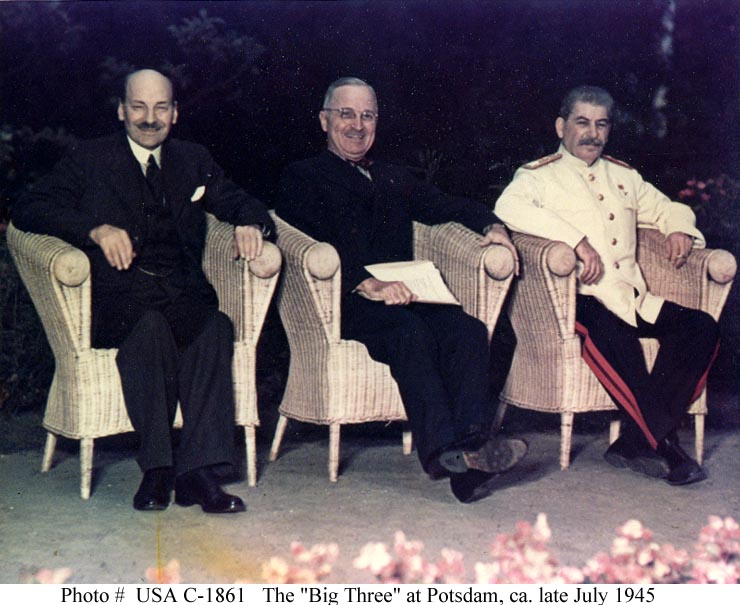 Photo #  USA C-1861   The "Big Three" at Potsdam, ca. late July 1945